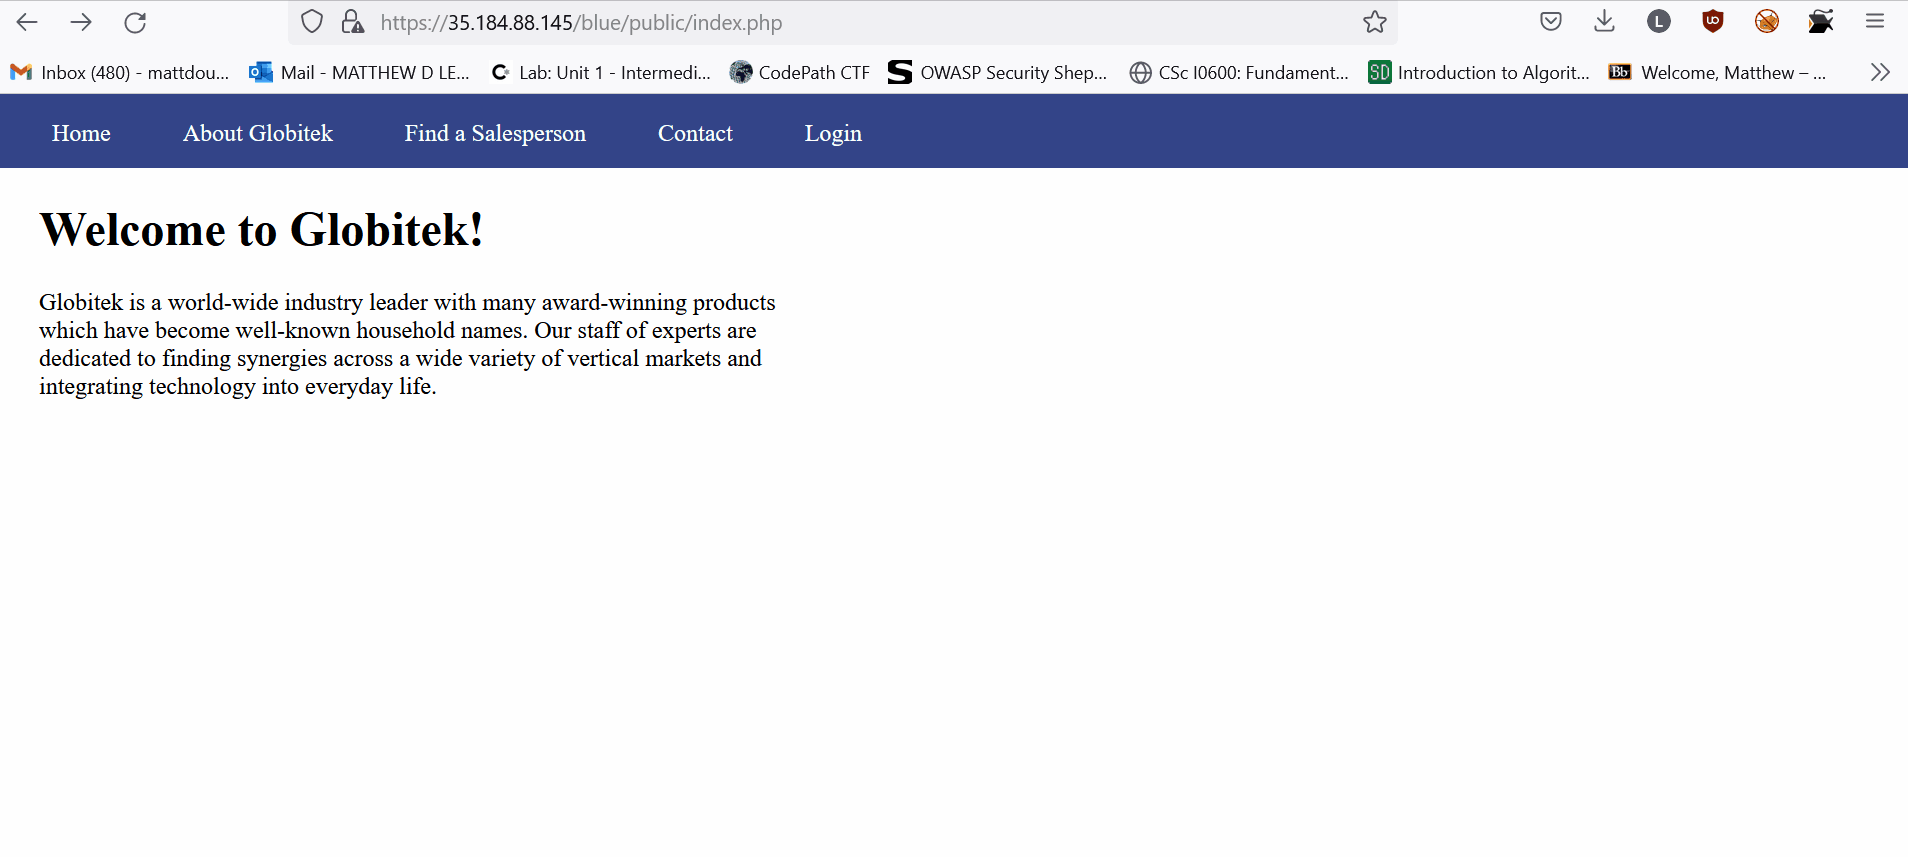 https://35.184.88.145/blue/public/index.php
L
Inbox (480) - mattdou... Mail - MATTHEW D LE... Lab: Unit 1 - Intermedi... CodePath CTF OWASP Security Shep... CSc I0600: Fundament... SD Introduction to Algorit... Bb Welcome, Matthew – ...
Home About Globitek Find a Salesperson Contact Login
Welcome to Globitek!
Globitek is a world-wide industry leader with many award-winning products
which have become well-known household names. Our staff of experts are
dedicated to finding synergies across a wide variety of vertical markets and
integrating technology into everyday life.